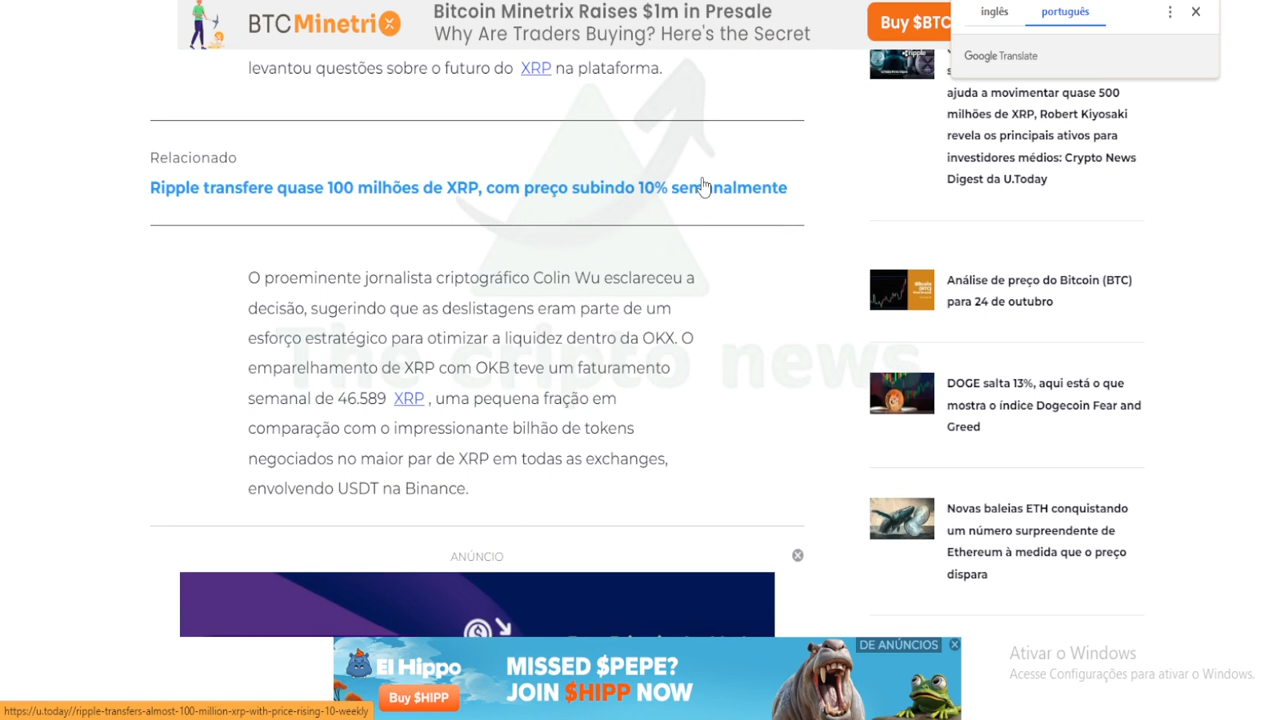 BTCMinetrix
Bitcoin Minetrix Raises $1m in Presale
Why Are Traders Buying? Here's the Secret
Buy $BTC
inglês
português
Google Translate
levantou questões sobre o futuro do XRP na plataforma.
Relacionado
Ripple transfere quase 100 milhões de XRP, com preço subindo 10% semanalmente
O proeminente jornalista criptográfico Colin Wu esclareceu a
decisão, sugerindo que as deslistagens eram parte de um
esforço estratégico para otimizar a liquidez dentro da OKX. O
emparelhamento de XRP com OKB teve um faturamento
semanal de 46.589 XRP , uma pequena fração em
comparação com o impressionante bilhão de tokens
negociados no maior par de XRP em todas as exchanges,
envolvendo USDT na Binance.
The cripto news
ANÚNCIO
ajuda a movimentar quase 500
milhões de XRP, Robert Kiyosaki
revela os principais ativos para
investidores médios: Crypto News
Digest da U.Today
Análise de preço do Bitcoin (BTC)
para 24 de outubro
DOGE salta 13%, aqui está o que
mostra o índice Dogecoin Fear and
Greed
Novas baleias ETH conquistando
um número surpreendente de
Ethereum à medida que o preço
dispara
El Hippo
Buy $HIPP
MISSED $PEPE?
JOIN $HIPP NOW
DE ANÚNCIOS
Ativar o Windows
Acesse Configurações para ativar o Windows.
https://u.today//ripple-transfers-almost-100-million-xrp-with-price-rising-10-weekly